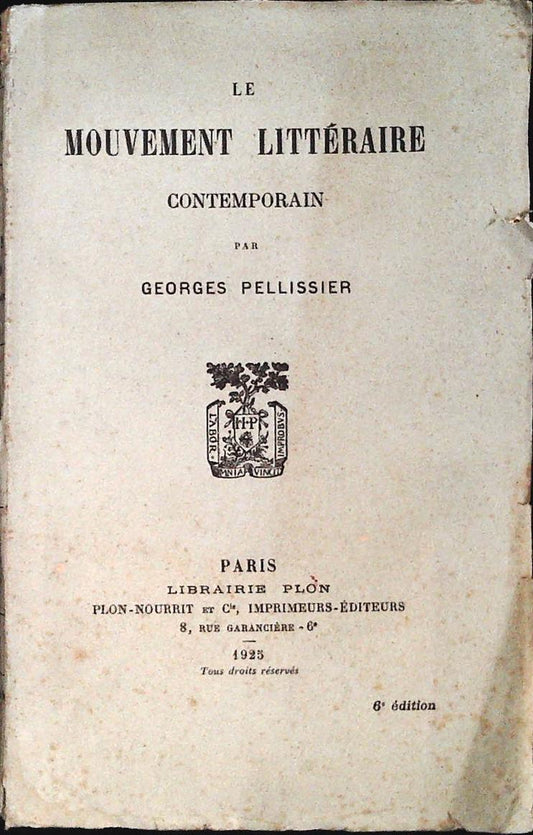 LE
MOUVEMENT LITTÉRAIRE
CONTEMPORAIN
PAR
GEORGES PELLISSIER
LABOR
H·P
IMPROBVS
OMNIA VINCIT
PARIS
LIBRAIRIE PLON
PLON-NOURRIT ET Cie, IMPRIMEURS-ÉDITEURS
8, RUE GARANCIÈRE - 6e
1925
Tous droits réservés
6e édition